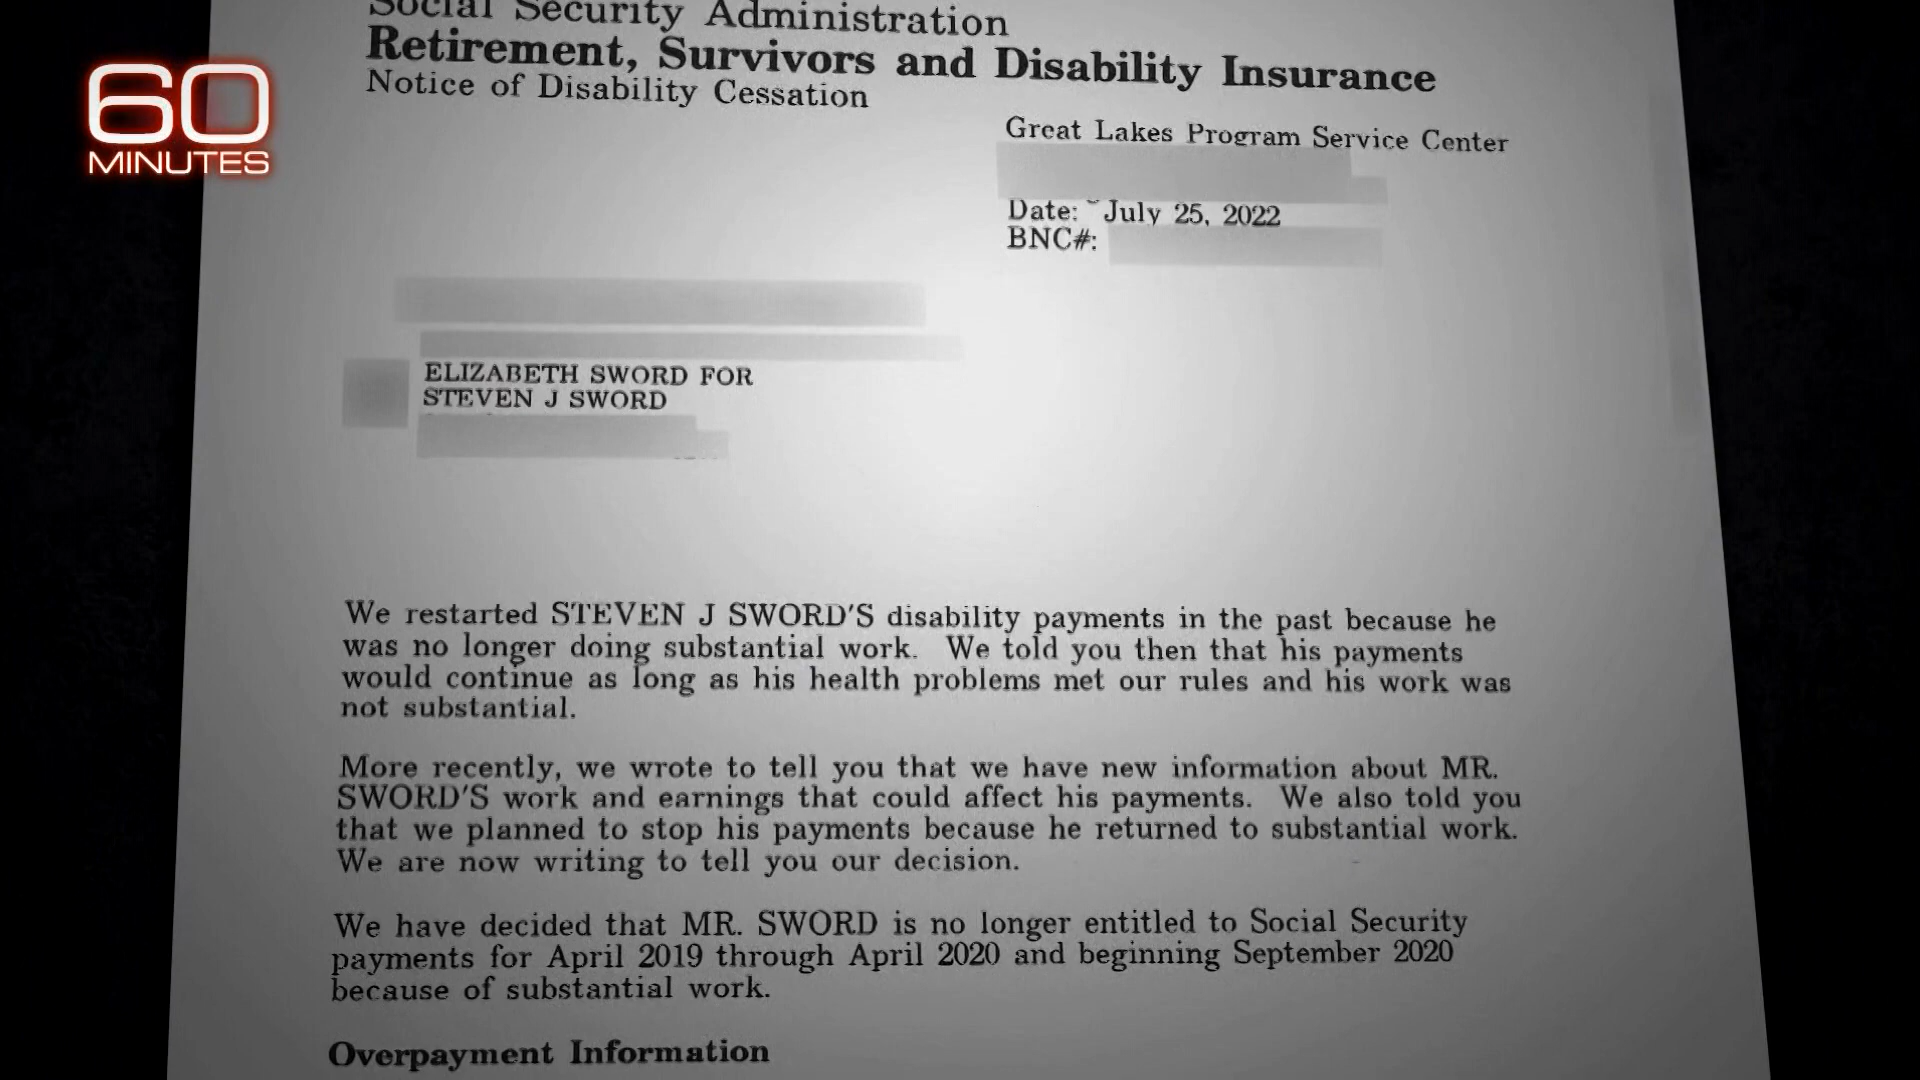 60
MINUTES
Social Security Administration
Retirement, Survivors and Disability Insurance
Notice of Disability Cessation
Great Lakes Program Service Center
Date: July 25, 2022
BNC#:
ELIZABETH SWORD FOR
STEVEN J SWORD
We restarted STEVEN J SWORD'S disability payments in the past because he
was no longer doing substantial work. We told you then that his payments
would continue as long as his health problems met our rules and his work was
not substantial.
More recently, we wrote to tell you that we have new information about MR.
SWORD'S work and earnings that could affect his payments. We also told you
that we planned to stop his payments because he returned to substantial work.
We are now writing to tell you our decision.
We have decided that MR. SWORD is no longer entitled to Social Security
payments for April 2019 through April 2020 and beginning September 2020
because of substantial work.
Overpayment Information